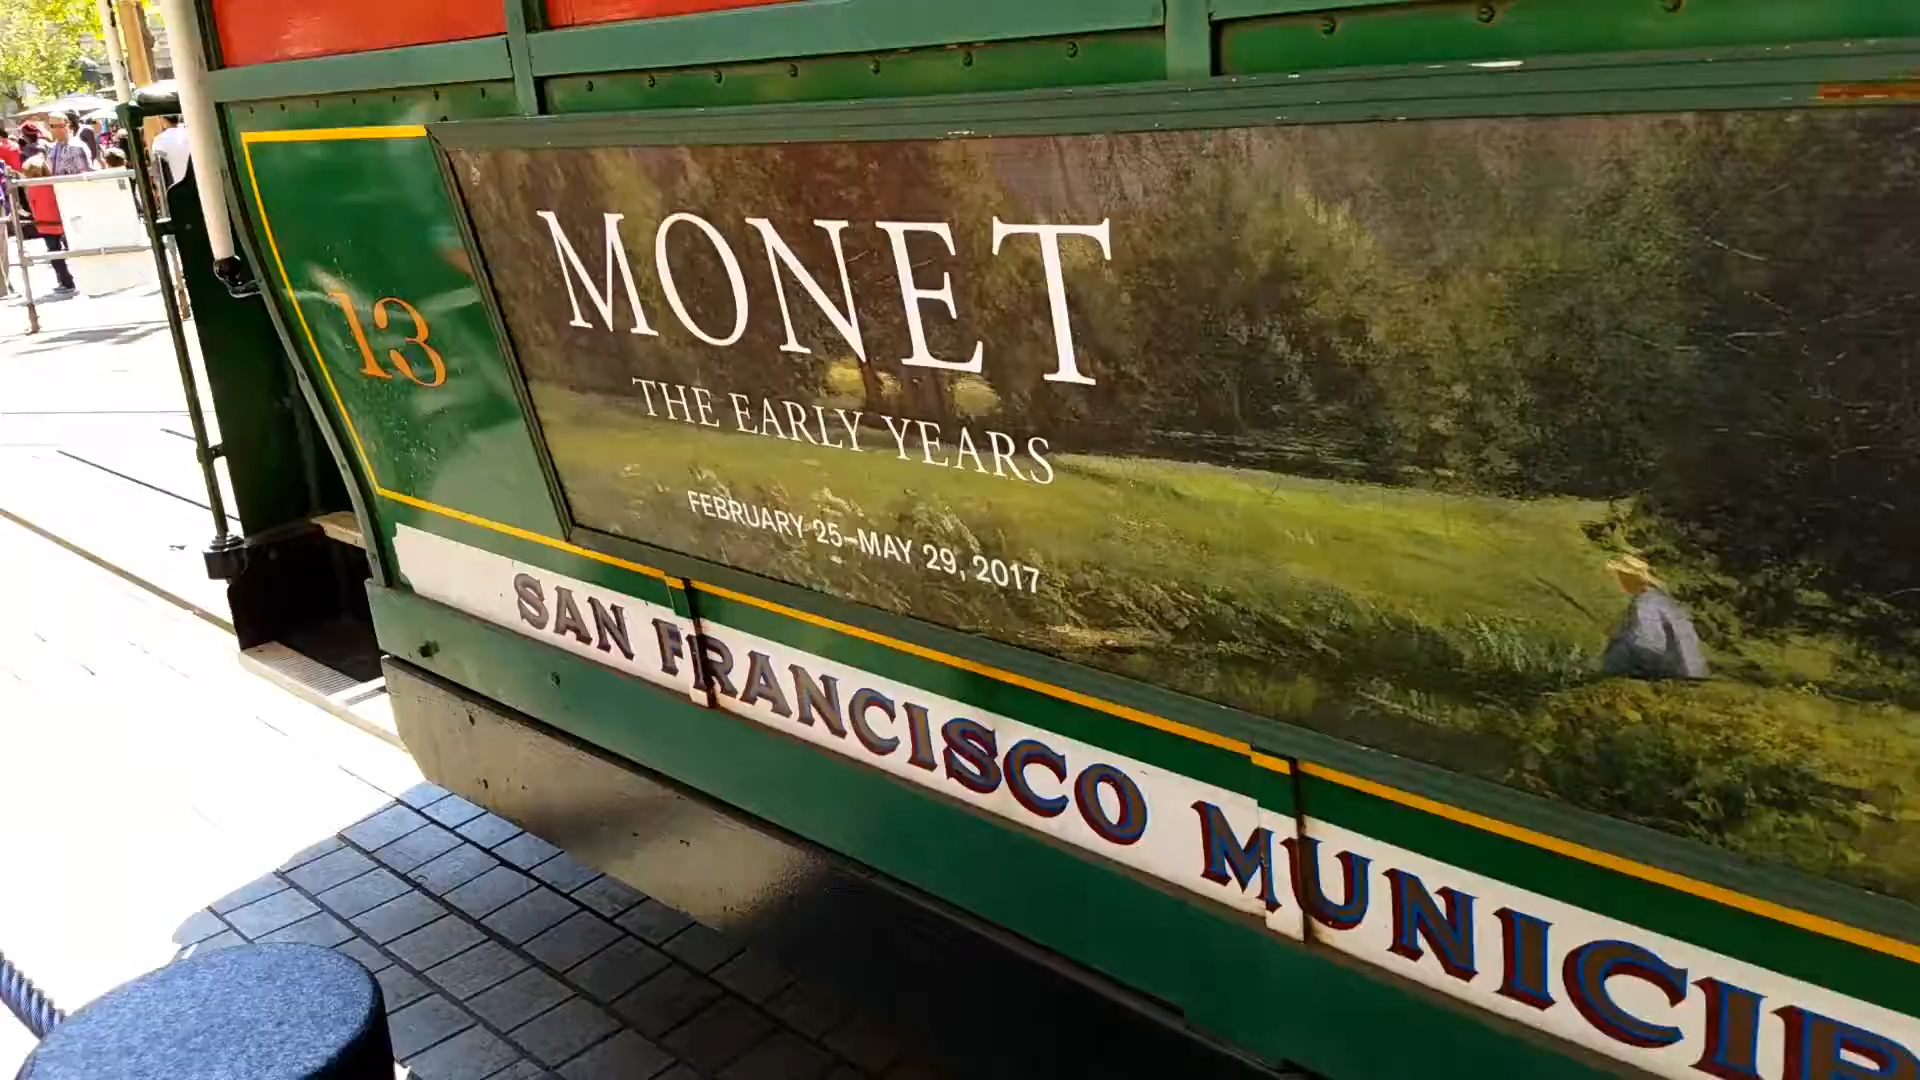 13
MONET
THE EARLY YEARS
FEBRUARY 25–MAY 29, 2017
SAN FRANCISCO MUNICIP